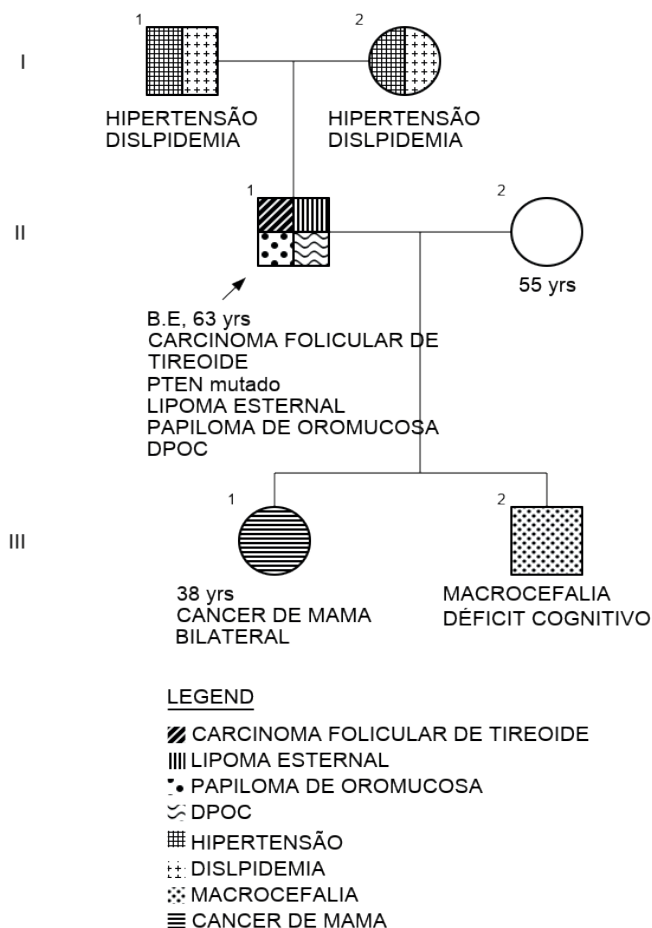 1
2
I
HIPERTENSÃO
DISLPIDEMIA
HIPERTENSÃO
DISLPIDEMIA
1
2
II
55 yrs
B.E, 63 yrs
CARCINOMA FOLICULAR DE
TIREOIDE
PTEN mutado
LIPOMA ESTERNAL
PAPILOMA DE OROMUCOSA
DPOC
1
2
III
38 yrs
CANCER DE MAMA
BILATERAL
MACROCEFALIA
DÉFICIT COGNITIVO
LEGEND
CARCINOMA FOLICULAR DE TIREOIDE
LIPOMA ESTERNAL
PAPILOMA DE OROMUCOSA
DPOC
HIPERTENSÃO
DISLPIDEMIA
MACROCEFALIA
CANCER DE MAMA